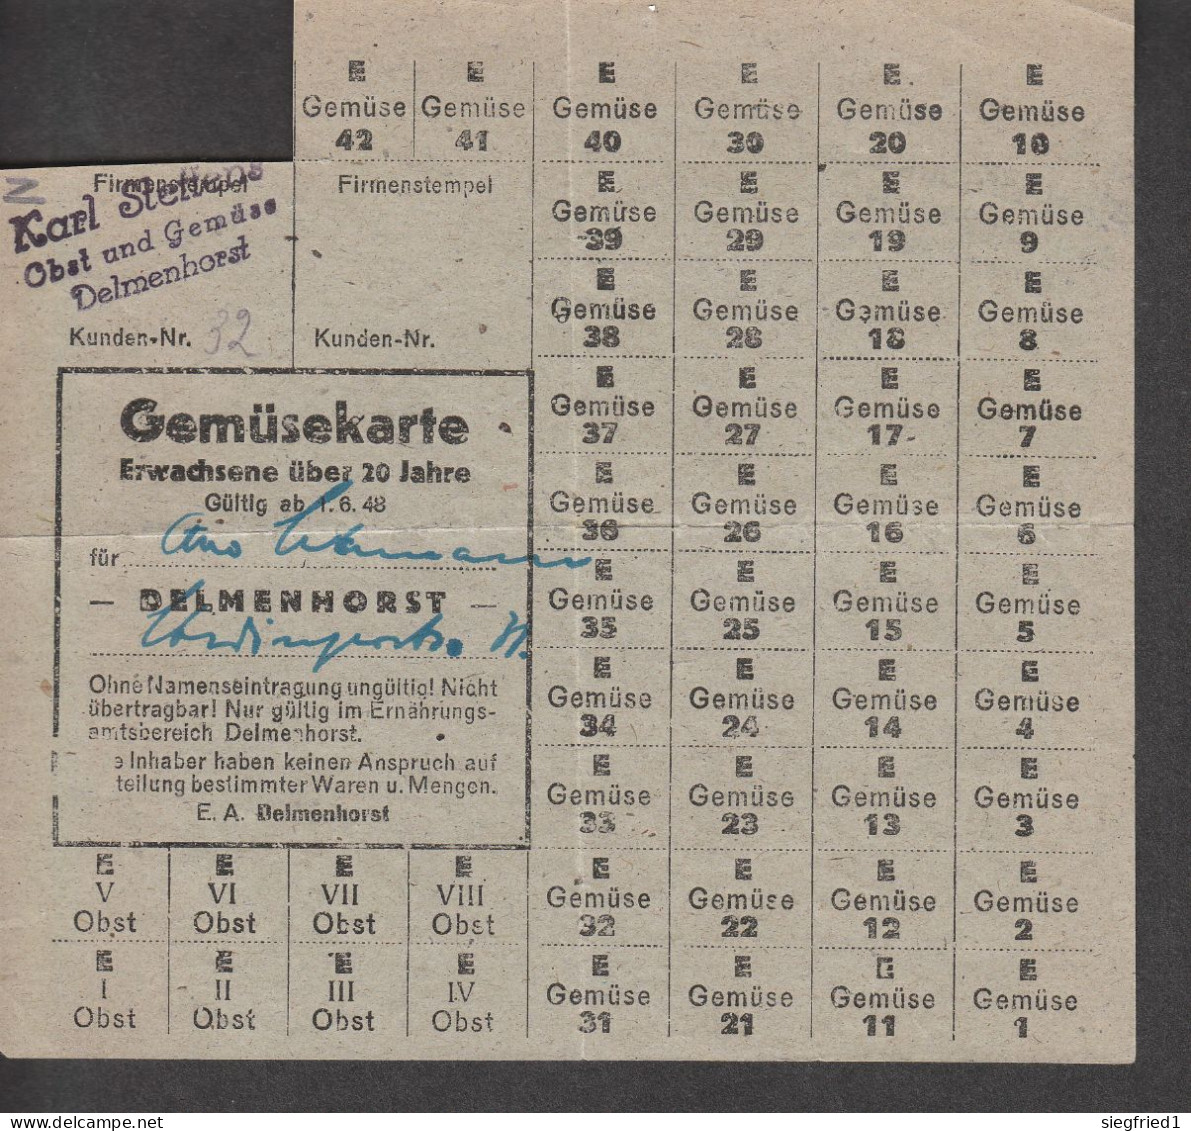 E E E E E E
Gemüse Gemüse Gemüse Gemüse Gemüse Gemüse
42 41 40 30 20 10
Firmenstempel Firmenstempel
Karl Steffens
Obst und Gemüse
Delmenhorst
Kunden-Nr. 32 Kunden-Nr.
E E E E
Gemüse Gemüse Gemüse Gemüse
39 29 19 9
E E E E
Gemüse Gemüse Gemüse Gemüse
38 28 18 8
Gemüsekarte
Erwachsene über 20 Jahre
Gültig ab 1.6.48
für
— DELMENHORST —
Ohne Namenseintragung ungültig! Nicht
übertragbar! Nur gültig im Ernährungs-
amtsbereich Delmenhorst.
e Inhaber haben keinen Anspruch auf
teilung bestimmter Waren u. Mengen.
E. A. Delmenhorst
E E E E
Gemüse Gemüse Gemüse Gemüse
37 27 17 7
E E E E
Gemüse Gemüse Gemüse Gemüse
36 26 16 6
E E E E
Gemüse Gemüse Gemüse Gemüse
35 25 15 5
E E E E
Gemüse Gemüse Gemüse Gemüse
34 24 14 4
E E E E
Gemüse Gemüse Gemüse Gemüse
33 23 13 3
E E E E
Gemüse Gemüse Gemüse Gemüse
32 22 12 2
E E E E
Gemüse Gemüse Gemüse Gemüse
31 21 11 1
E E E E
V VI VII VIII
Obst Obst Obst Obst
E E E E
I II III IV
Obst Obst Obst Obst
siegfried1